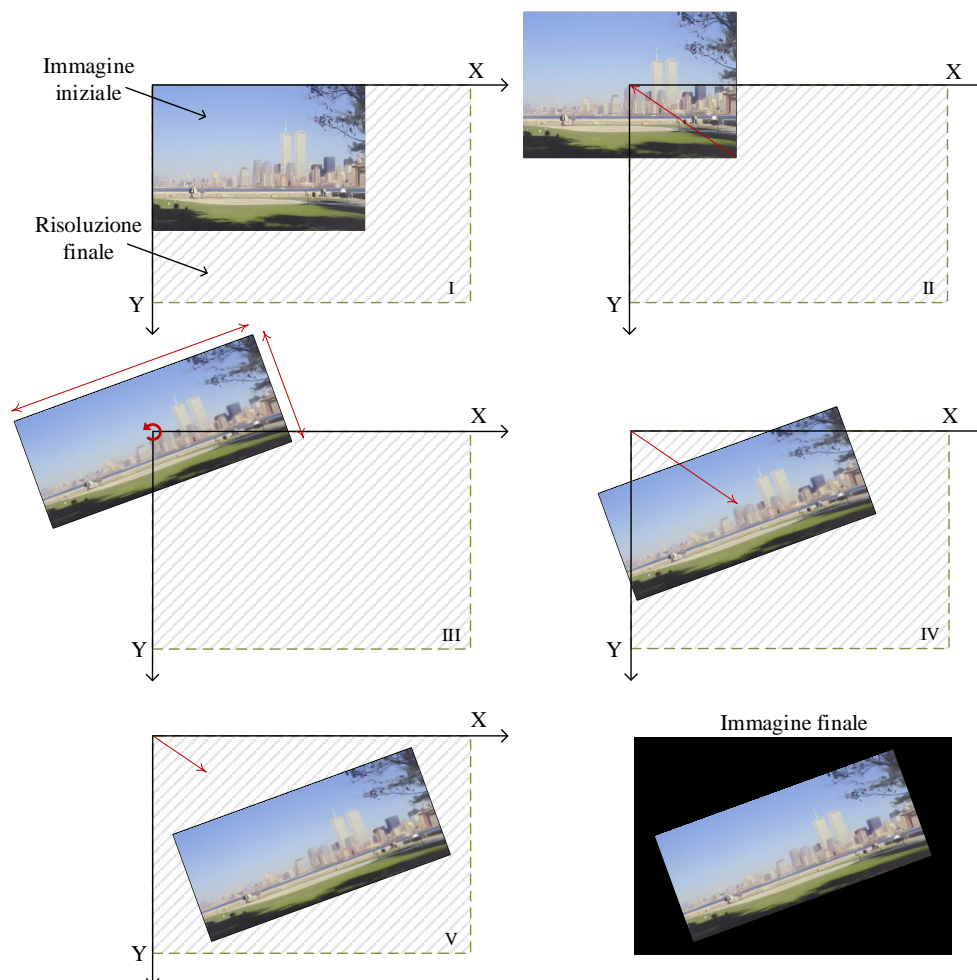 X
Immagine
iniziale
Risoluzione
finale
I
Y
X
II
Y
X
III
Y
X
IV
Y
X
V
Y
Immagine finale